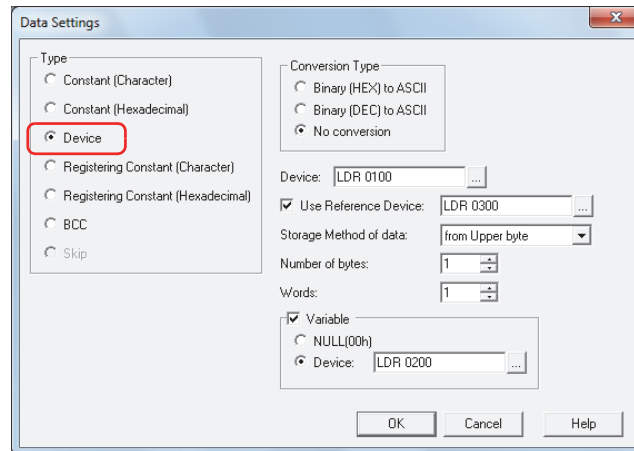 Data Settings
Type
Constant (Character)
Constant (Hexadecimal)
Device
Registering Constant (Character)
Registering Constant (Hexadecimal)
BCC
Skip
Conversion Type
Binary (HEX) to ASCII
Binary (DEC) to ASCII
No conversion
Device: LDR 0100 ...
Use Reference Device: LDR 0300 ...
Storage Method of data: from Upper byte
Number of bytes: 1
Words: 1
Variable
NULL(00h)
Device: LDR 0200 ...
OK Cancel Help